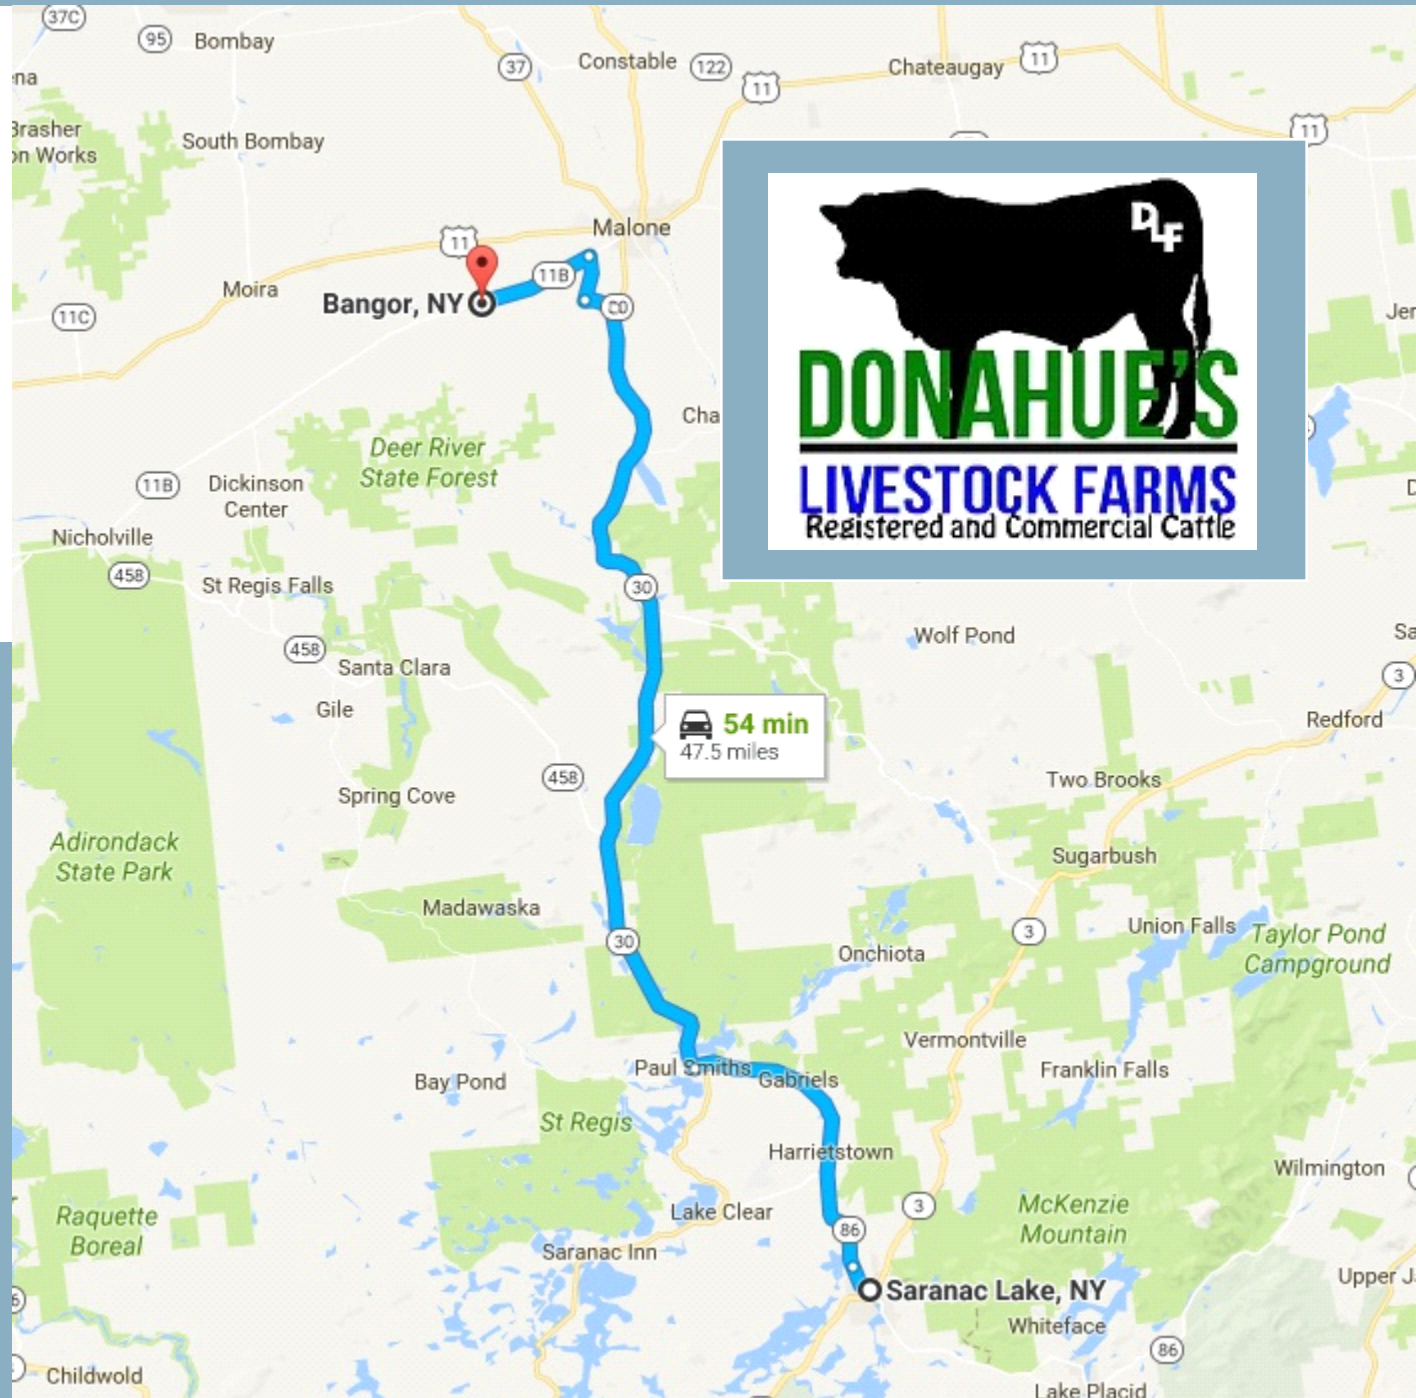 37C
95
Bombay
37
Constable
122
11
Chateaugay
11
11
Brasher
on Works
South Bombay
Malone
11
11B
Moira
Bangor, NY
11C
DLF
DONAHUE'S
LIVESTOCK FARMS
Registered and Commercial Cattle
Jer
Cha
Deer River
State Forest
11B
Dickinson
Center
Nicholville
458
St Regis Falls
30
Wolf Pond
Sa
458
Santa Clara
3
Gile
Redford
54 min
47.5 miles
458
Spring Cove
Two Brooks
Adirondack
State Park
Sugarbush
Madawaska
30
3
Union Falls
Taylor Pond
Campground
Onchiota
Vermontville
Paul Smiths
Gabriels
Franklin Falls
Bay Pond
St Regis
Harrietstown
Wilmington
Raquette
Boreal
Lake Clear
3
McKenzie
Mountain
86
Saranac Inn
Upper J
Saranac Lake, NY
Whiteface
86
Childwold
Lake Placid